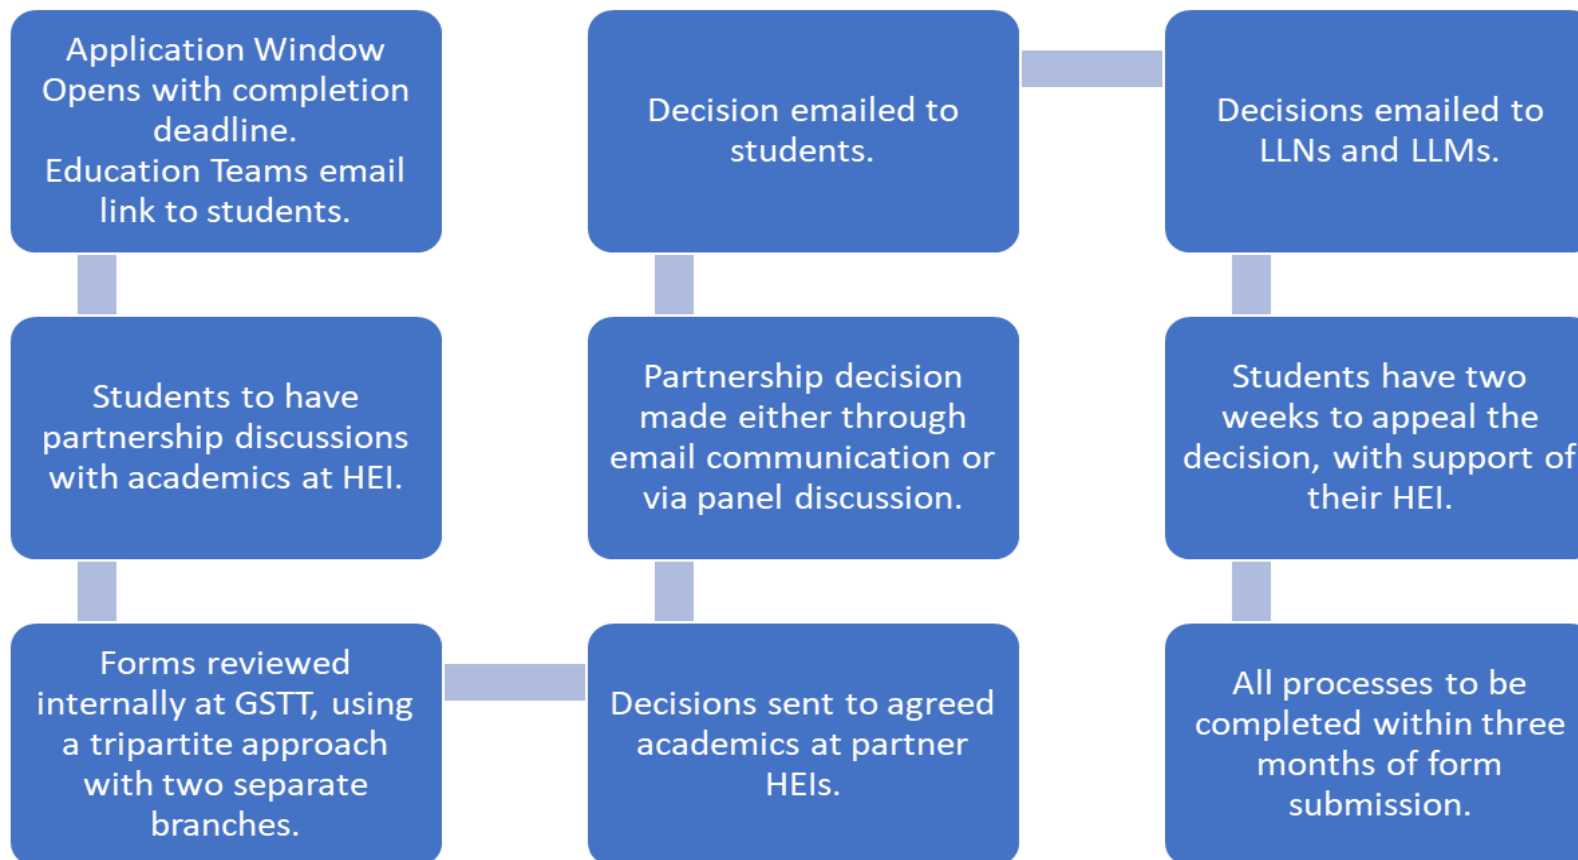 Application Window
Opens with completion
deadline.
Education Teams email
link to students.
Students to have
partnership discussions
with academics at HEI.
Forms reviewed
internally at GSTT, using
a tripartite approach
with two separate
branches.
Decisions sent to agreed
academics at partner
HEIs.
Partnership decision
made either through
email communication or
via panel discussion.
Decision emailed to
students.
Decisions emailed to
LLNs and LLMs.
Students have two
weeks to appeal the
decision, with support of
their HEI.
All processes to be
completed within three
months of form
submission.